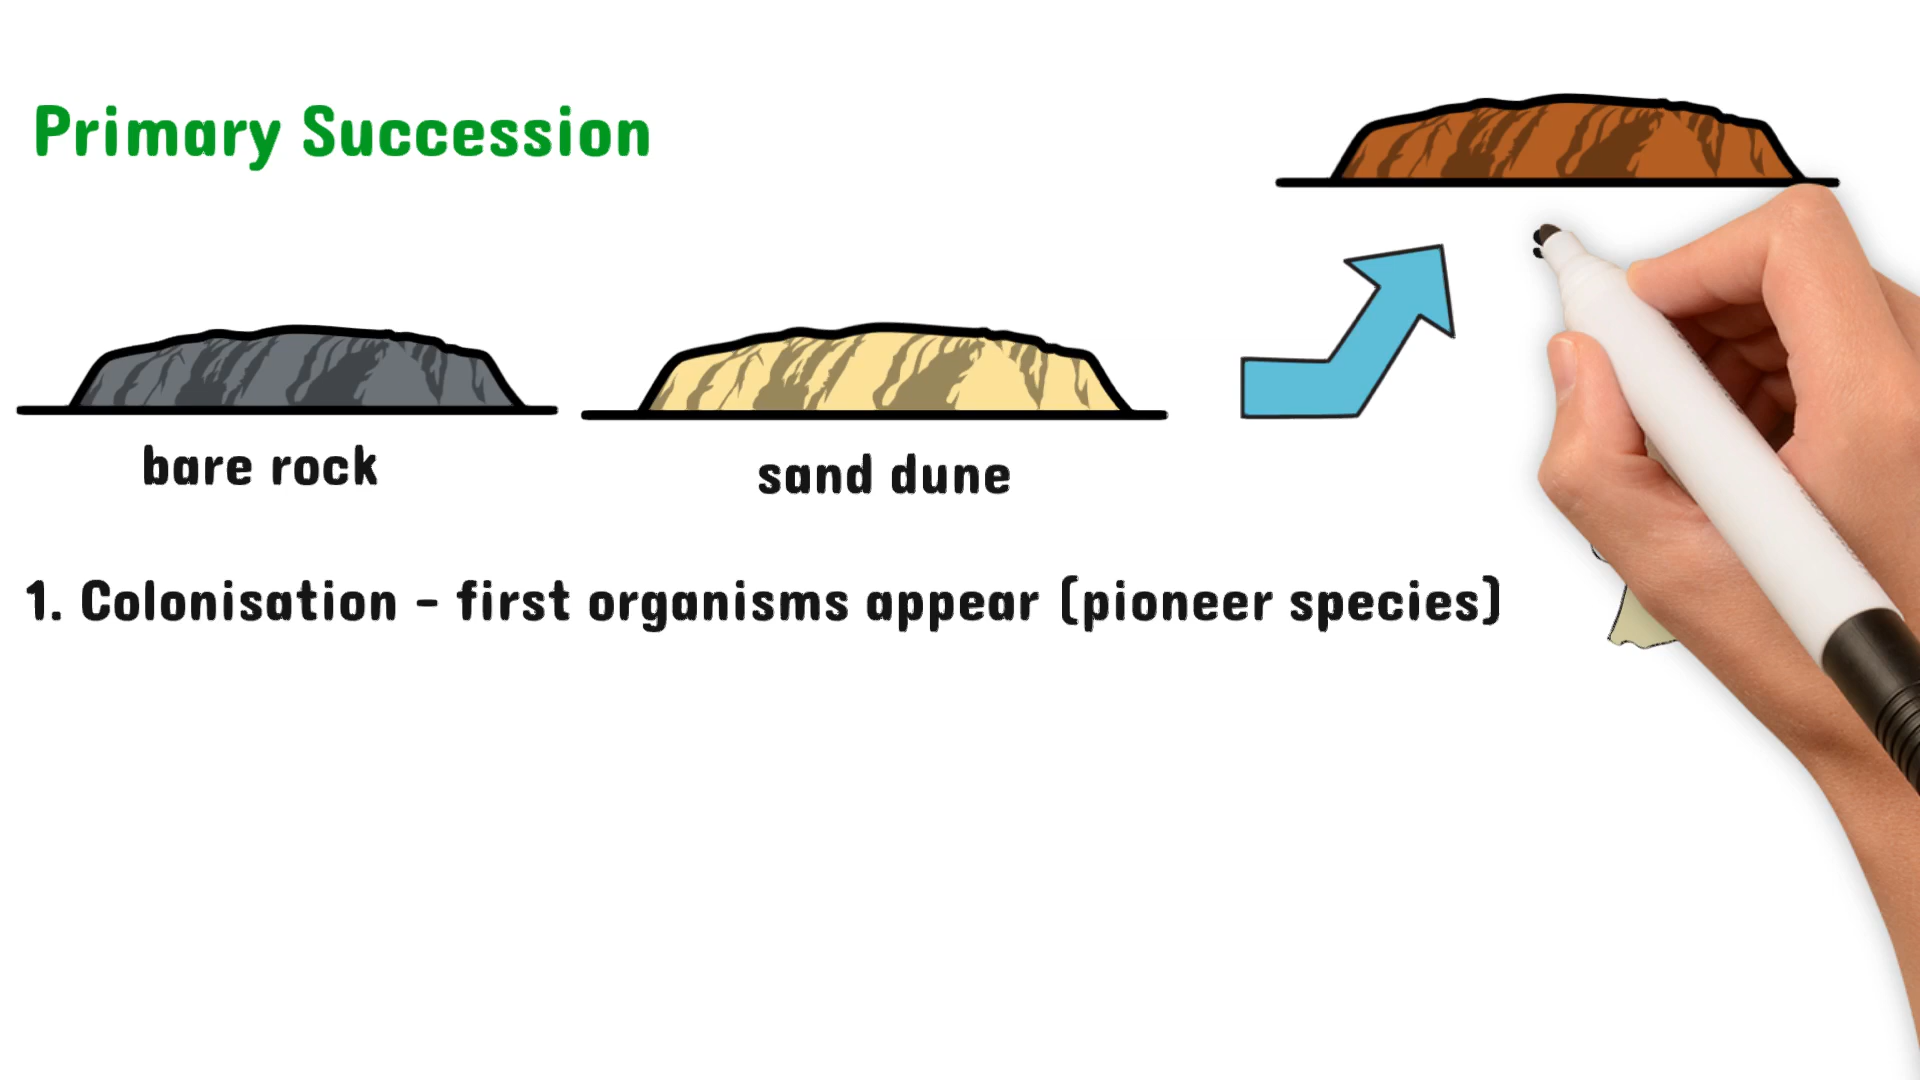 Primary Succession
bare rock
sand dune
1. Colonisation - first organisms appear (pioneer species)